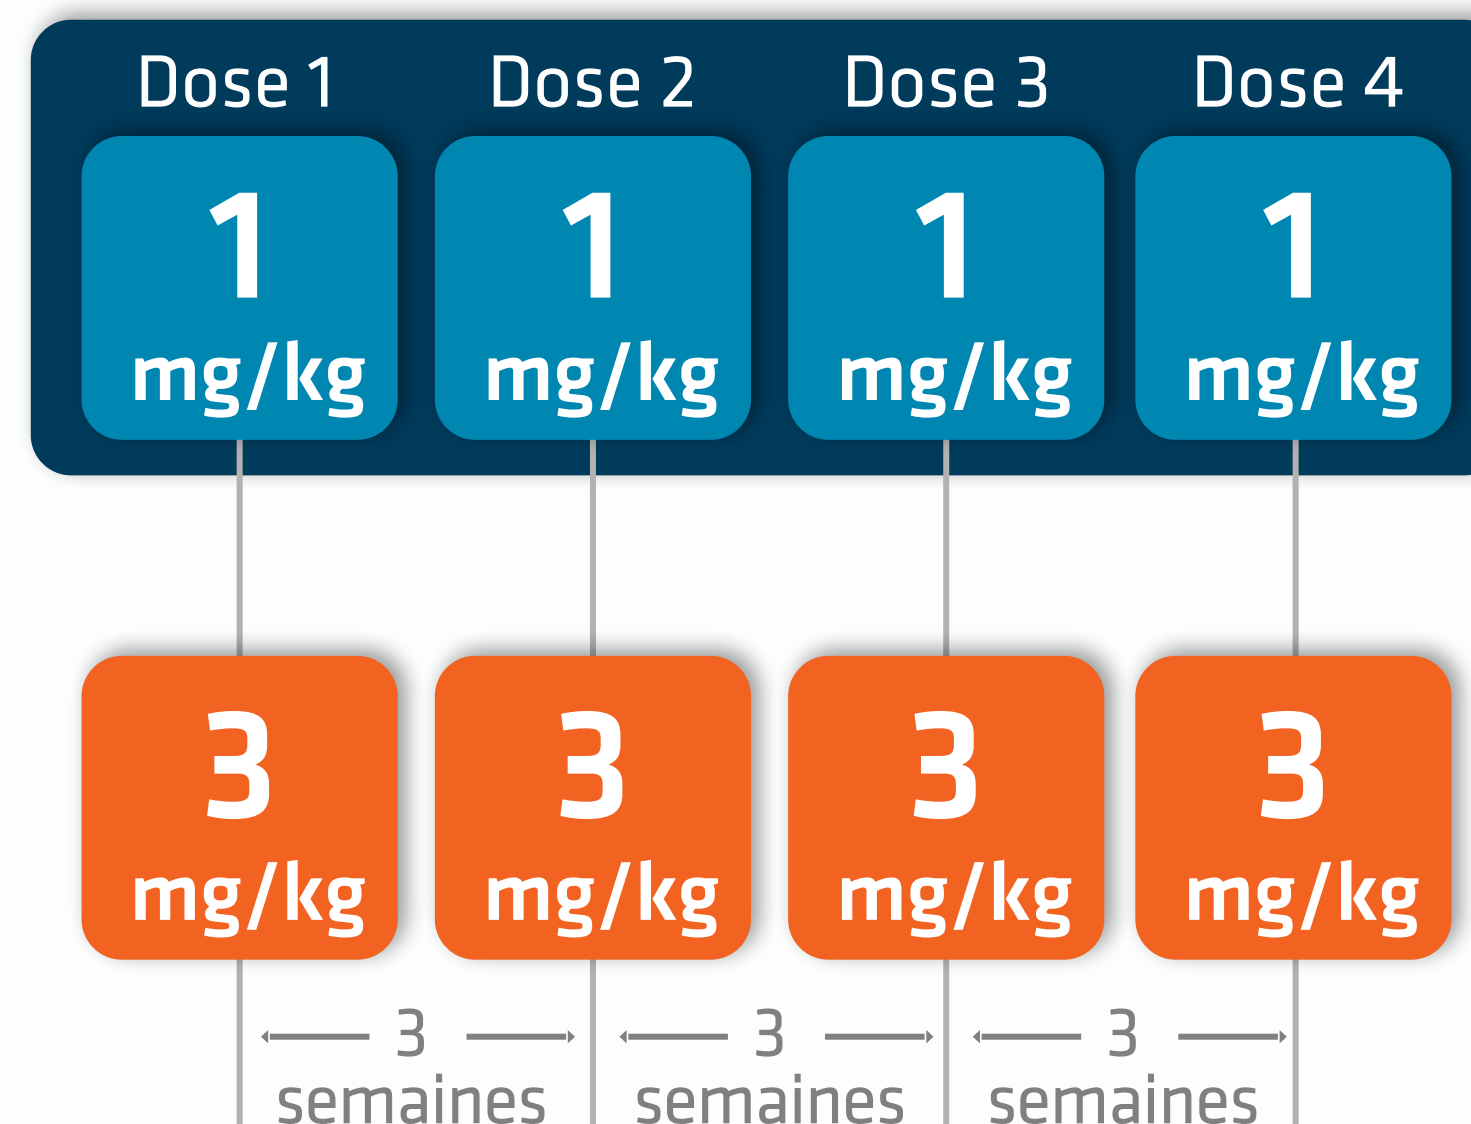 Dose 1 Dose 2 Dose 3 Dose 4
1 1 1 1
mg/kg mg/kg mg/kg mg/kg
3 3 3 3
mg/kg mg/kg mg/kg mg/kg
3 3 3
semaines semaines semaines